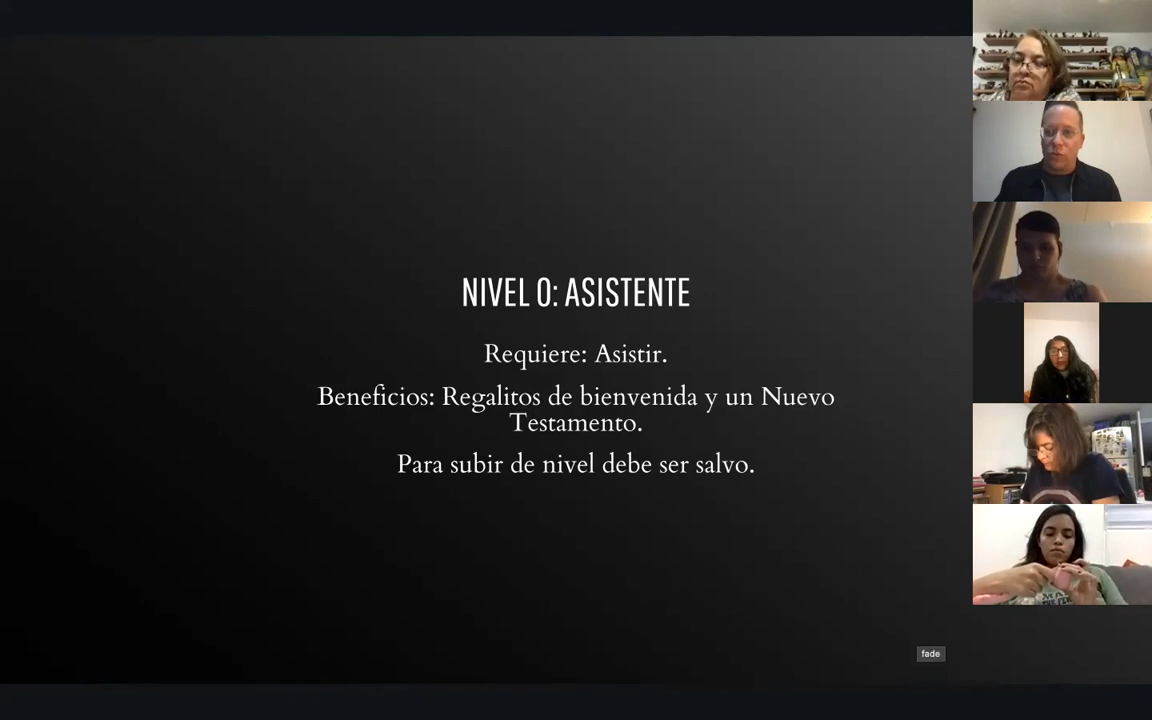 NIVEL 0: ASISTENTE
Requiere: Asistir.
Beneficios: Regalitos de bienvenida y un Nuevo
Testamento.
Para subir de nivel debe ser salvo.
fade